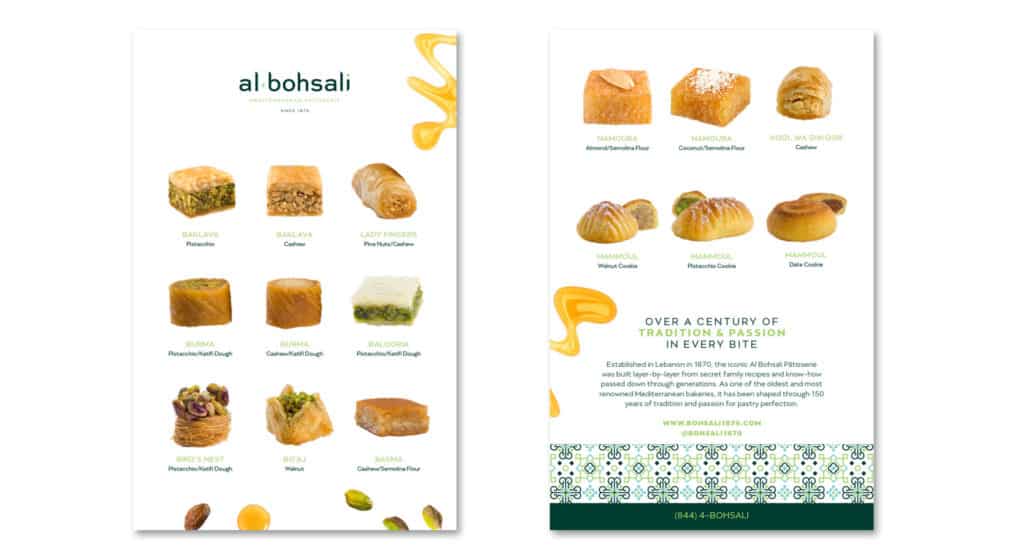 al·bohsali
MEDITERRANEAN PATISSERIE
SINCE 1870
BAKLAVA
Pistacchio
BAKLAVA
Cashew
LADY FINGERS
Pine Nuts/Cashew
BURMA
Pistacchio/Katifi Dough
BURMA
Cashew/Katifi Dough
BALOORIA
Pistacchio/Katifi Dough
BIRD'S NEST
Pistacchio/Katifi Dough
BITAJ
Walnut
BASMA
Cashew/Semolina Flour
NAMOURA
Almond/Semolina Flour
NAMOURA
Coconut/Semolina Flour
KOOL WA SHKOOR
Cashew
MAMMOUL
Walnut Cookie
MAMMOUL
Pistacchio Cookie
MAMMOUL
Date Cookie
OVER A CENTURY OF
TRADITION & PASSION
IN EVERY BITE
Established in Lebanon in 1870, the iconic Al Bohsali Pâtisserie
was built layer-by-layer from secret family recipes and know-how
passed down through generations. As one of the oldest and most
renowned Mediterranean bakeries, it has been shaped through 150
years of tradition and passion for pastry perfection.
WWW.BOHSALI1870.COM
@BOHSALI1870
(844) 4-BOHSALI